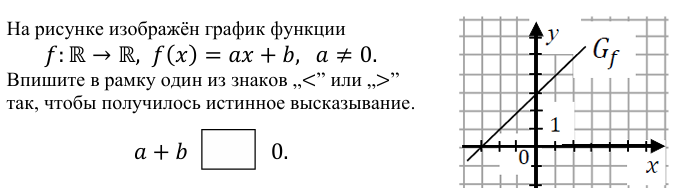 На рисунке изображён график функции
f: ℝ → ℝ, f(x) = ax + b, a ≠ 0.
Впишите в рамку один из знаков „<” или „>”
так, чтобы получилось истинное высказывание.
a + b 0.
y
G_f
1
0
x